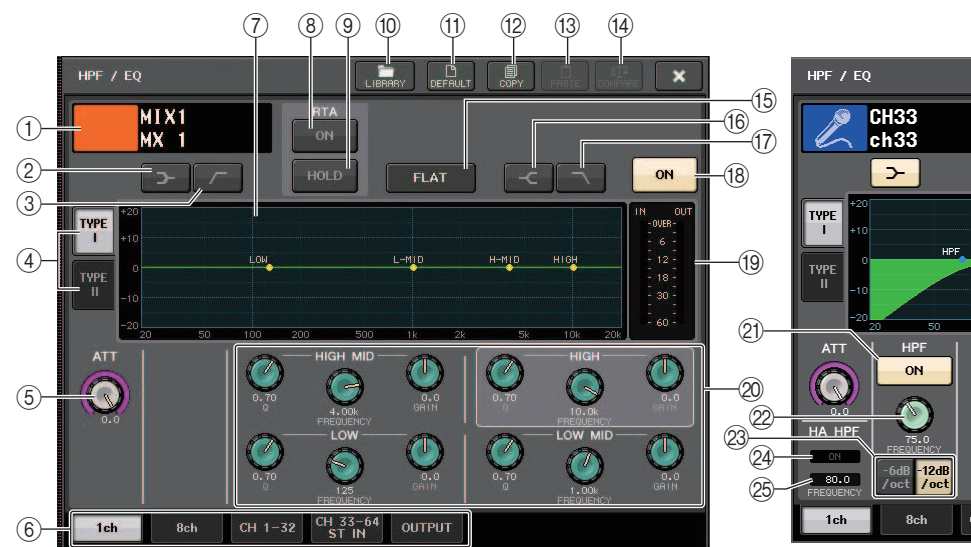 ⑦ ⑧ ⑨ ⑩ ⑪ ⑫ ⑬ ⑭
HPF / EQ
LIBRARY DEFAULT COPY PASTE COMPARE
①
MIX1
MX 1
RTA
ON
HOLD
FLAT
ON
⑮
⑯
⑰
⑱
②
③
④
TYPE I
TYPE II
+20
+10
0
-10
-20
LOW L-MID H-MID HIGH
20 50 100 200 500 1k 2k 5k 10k 20k
IN OUT
OVER
6
12
18
30
60
⑲
ATT
0.0
⑤
HIGH MID
0.70 4.00k 0.0
Q FREQUENCY GAIN
HIGH
0.70 10.0k 0.0
Q FREQUENCY GAIN
LOW
0.70 125 0.0
Q FREQUENCY GAIN
LOW MID
0.70 1.00k 0.0
Q FREQUENCY GAIN
⑳
⑥
1ch 8ch CH 1-32 CH 33-64 ST IN OUTPUT
HPF / EQ
CH33
ch33
TYPE I
TYPE II
+20
+10
0
-10
-20
HPF
20 50
㉑
ATT
0.0
HPF
ON
㉒
75.0
FREQUENCY
㉓
HA HPF
㉔
ON
㉕
80.0
FREQUENCY
-6dB /oct
-12dB /oct
1ch 8ch